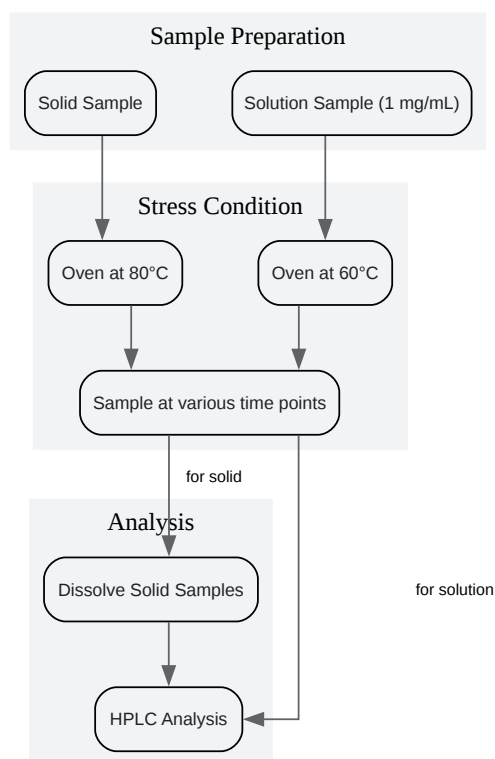 Sample Preparation
Solid Sample
Solution Sample (1 mg/mL)
Stress Condition
Oven at 80°C
Oven at 60°C
Sample at various time points
for solid
Analysis
Dissolve Solid Samples
for solution
HPLC Analysis